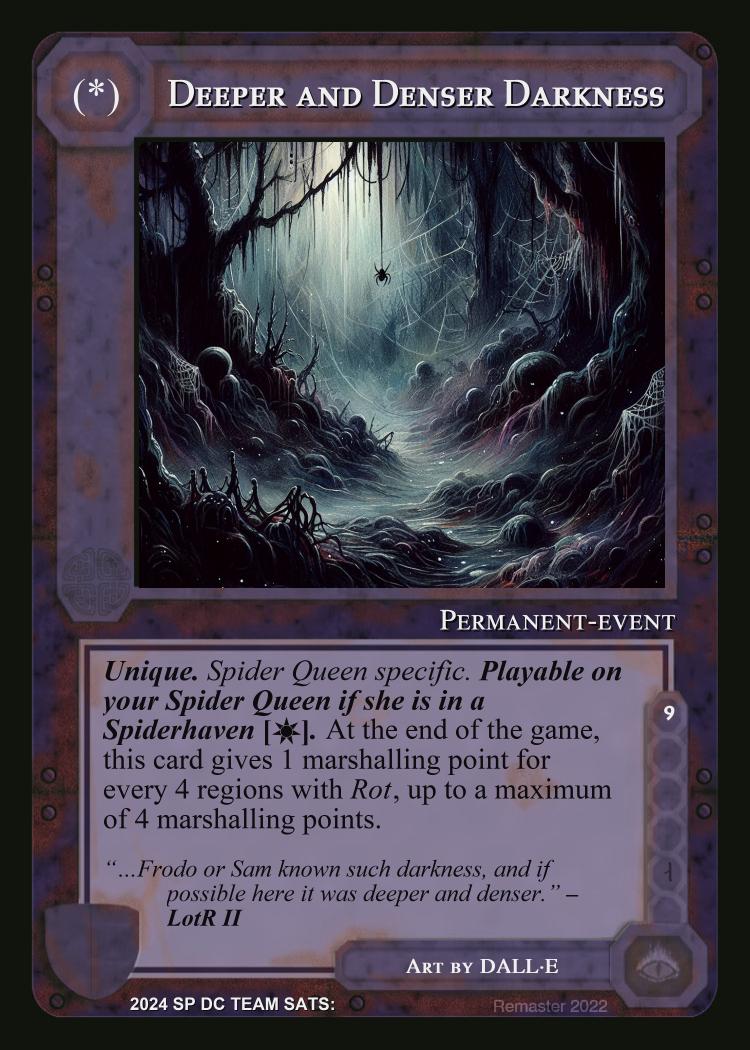 (*)
Deeper and Denser Darkness
Permanent-event
Unique. Spider Queen specific. Playable on
your Spider Queen if she is in a
Spiderhaven [☀]. At the end of the game,
this card gives 1 marshalling point for
every 4 regions with Rot, up to a maximum
of 4 marshalling points.
9
“...Frodo or Sam known such darkness, and if
possible here it was deeper and denser.” –
LotR II
Art by DALL·E
2024 SP DC TEAM SATS:
Remaster 2022